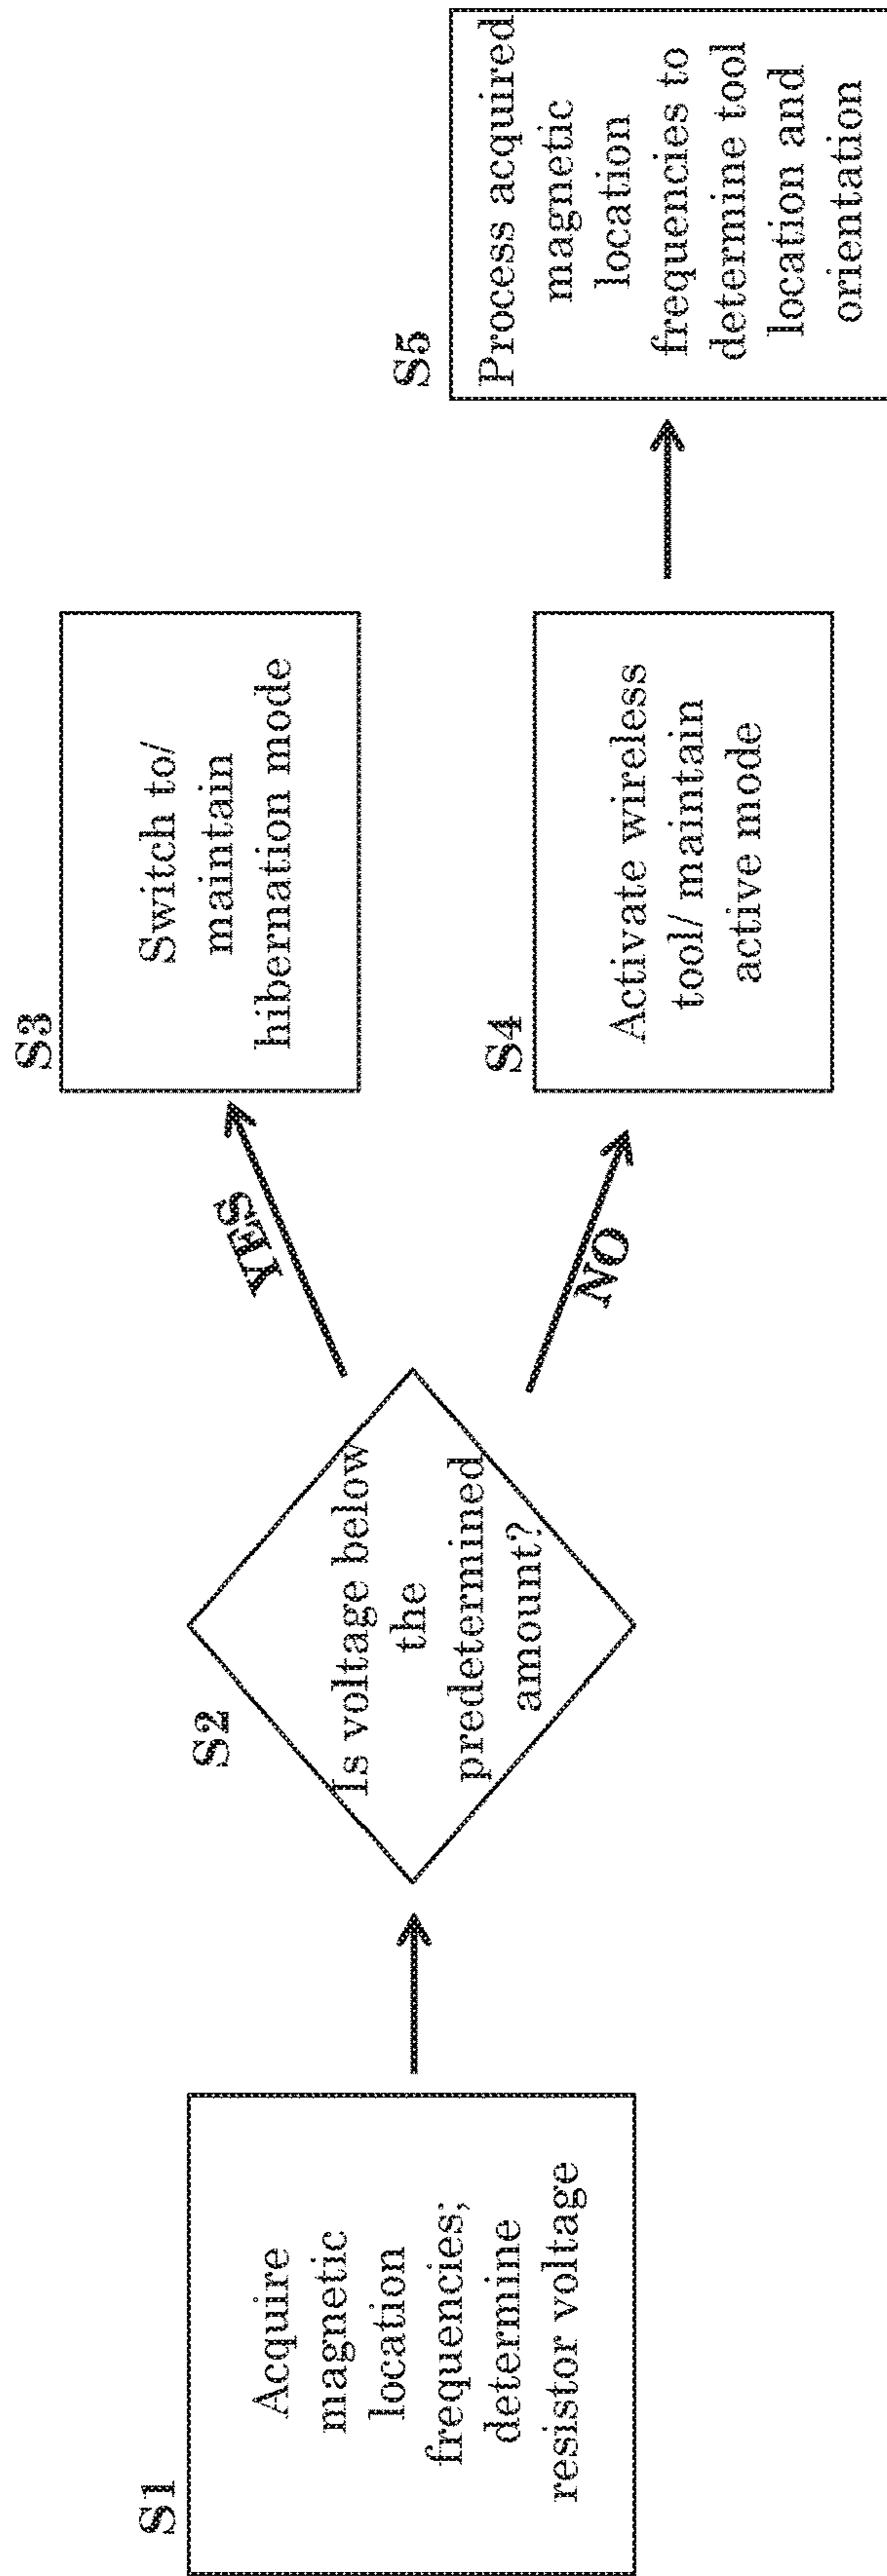 S1
Acquire
magnetic
location
frequencies;
determine
resistor voltage
S2
Is voltage below
the
predetermined
amount?
YES
NO
S3
Switch to/
maintain
hibernation mode
S4
Activate wireless
tool/ maintain
active mode
S5
Process acquired
magnetic
location
frequencies to
determine tool
location and
orientation